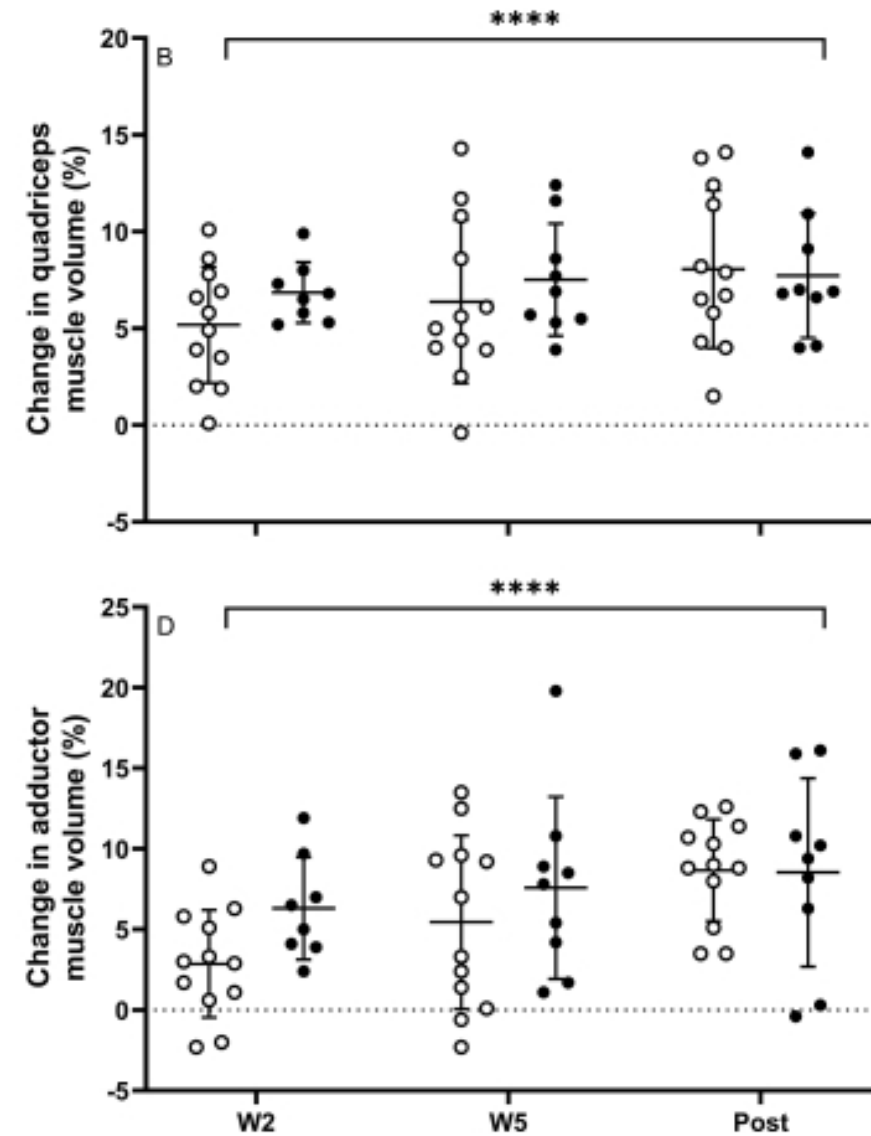 ****
20
B
15
10
5
0
-5
Change in quadriceps
muscle volume (%)
****
25
D
20
15
10
5
0
-5
Change in adductor
muscle volume (%)
W2 W5 Post